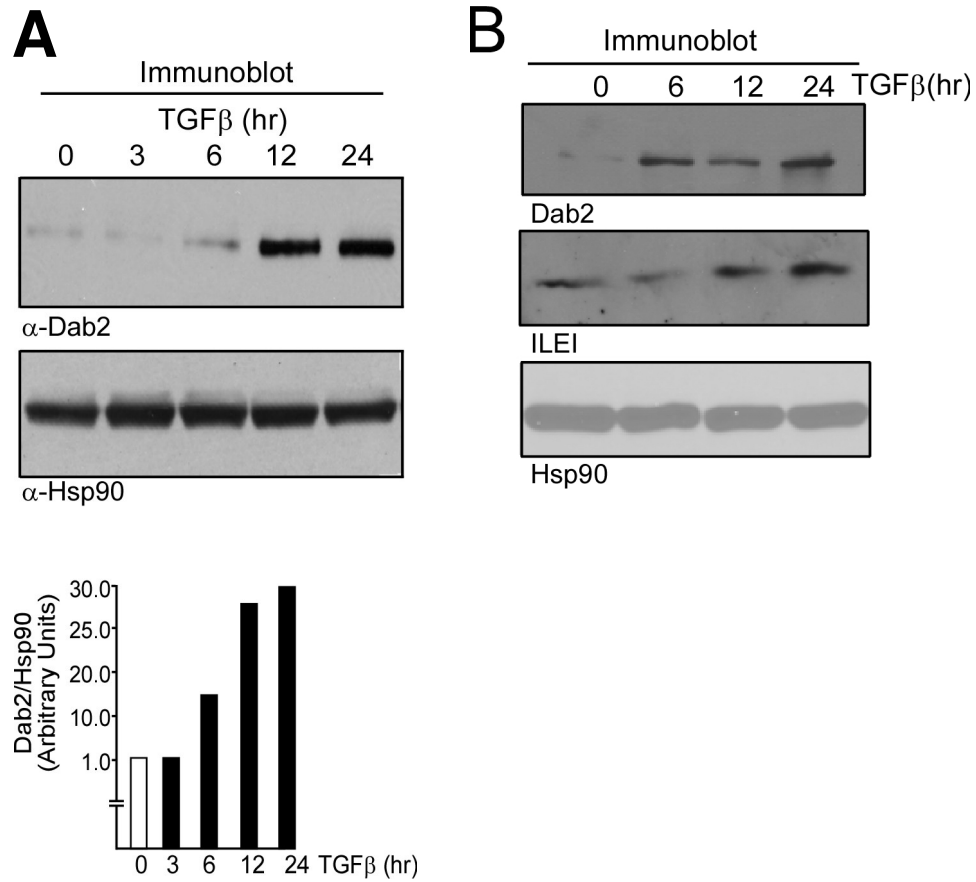 A
Immunoblot
TGFβ (hr)
0 3 6 12 24
α-Dab2
α-Hsp90
Dab2/Hsp90
(Arbitrary Units)
30.0
25.0
20.0
10.0
1.0
0 3 6 12 24 TGFβ (hr)
B
Immunoblot
0 6 12 24 TGFβ(hr)
Dab2
ILEI
Hsp90